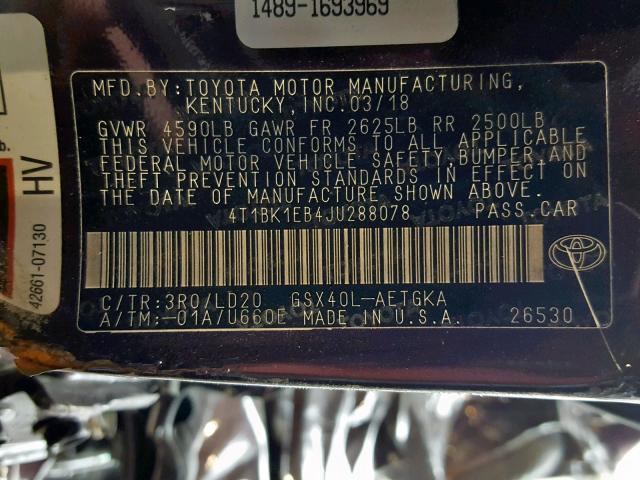 1489-1693969
MFD.BY:TOYOTA MOTOR MANUFACTURING,
KENTUCKY,INC.03/18
GVWR 4590LB GAWR FR 2625LB RR 2500LB
THIS VEHICLE CONFORMS TO ALL APPLICABLE
FEDERAL MOTOR VEHICLE SAFETY,BUMPER,AND
THEFT PREVENTION STANDARDS IN EFFECT ON
THE DATE OF MANUFACTURE SHOWN ABOVE.
4T1BK1EB4JU288078 PASS.CAR
C/TR:3R0/LD20 GSX40L-AETGKA
A/TM:-01A/U660E MADE IN U.S.A. 26530
HV
42661-07130